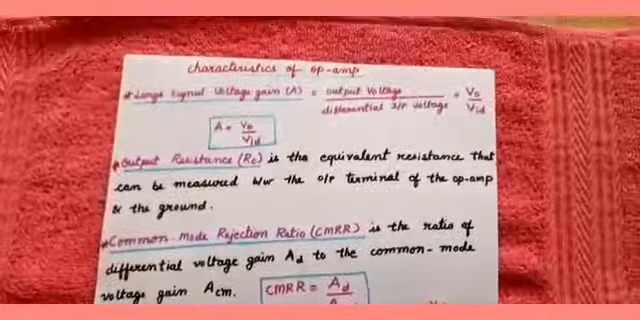 characteristics of op-amp
* Large Signal Voltage gain (A) = output Voltage / differential I/P voltage = Vo / Vid
A = Vo / Vid
* Output Resistance (Ro) is the equivalent resistance that
can be measured b/w the o/p terminal of the op-amp
& the ground.
* Common-Mode Rejection Ratio (CMRR) is the ratio of
differential voltage gain Ad to the common-mode
voltage gain Acm. CMRR = Ad